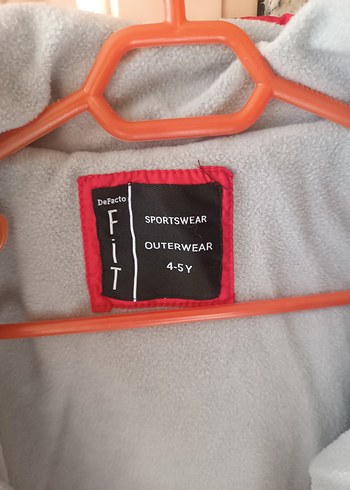 DeFacto
FiT
SPORTSWEAR
OUTERWEAR
4-5Y